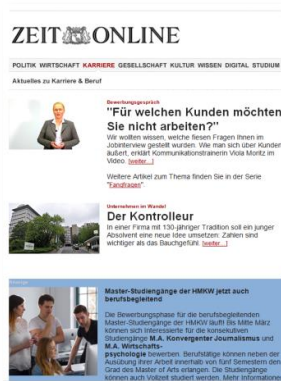 ZEIT ONLINE
POLITIK WIRTSCHAFT KARRIERE GESELLSCHAFT KULTUR WISSEN DIGITAL STUDIUM
Aktuelles zu Karriere & Beruf
Bewerbungsgespräch
"Für welchen Kunden möchten
Sie nicht arbeiten?"
Wir wollten wissen, welche fiesen Fragen Ihnen im
Jobinterview gestellt wurden. Wie man sich über Kunden
äußert, erklärt Kommunikationstrainerin Viola Moritz im
Video. [weiter...]
Weitere Artikel zum Thema finden Sie in der Serie
"Fangfragen".
Unternehmen im Wandel
Der Kontrolleur
In einer Firma mit 130-jähriger Tradition soll ein junger
Absolvent eine neue Idee umsetzen. Zahlen sind
wichtiger als das Bauchgefühl. [weiter...]
Anzeige
Master-Studiengänge der HMKW jetzt auch
berufsbegleitend
Die Bewerbungsphase für die berufsbegleitenden
Master-Studiengänge der HMKW läuft! Bis Mitte März
können sich Interessierte für die konsekutiven
Studiengänge M.A. Konvergenter Journalismus und
M.A. Wirtschafts-
psychologie bewerben. Berufstätige können neben der
Ausübung ihrer Arbeit innerhalb von fünf Semestern den
Grad des Master of Arts erlangen. Die Studiengänge
können auch Vollzeit studiert werden. Mehr Informationen